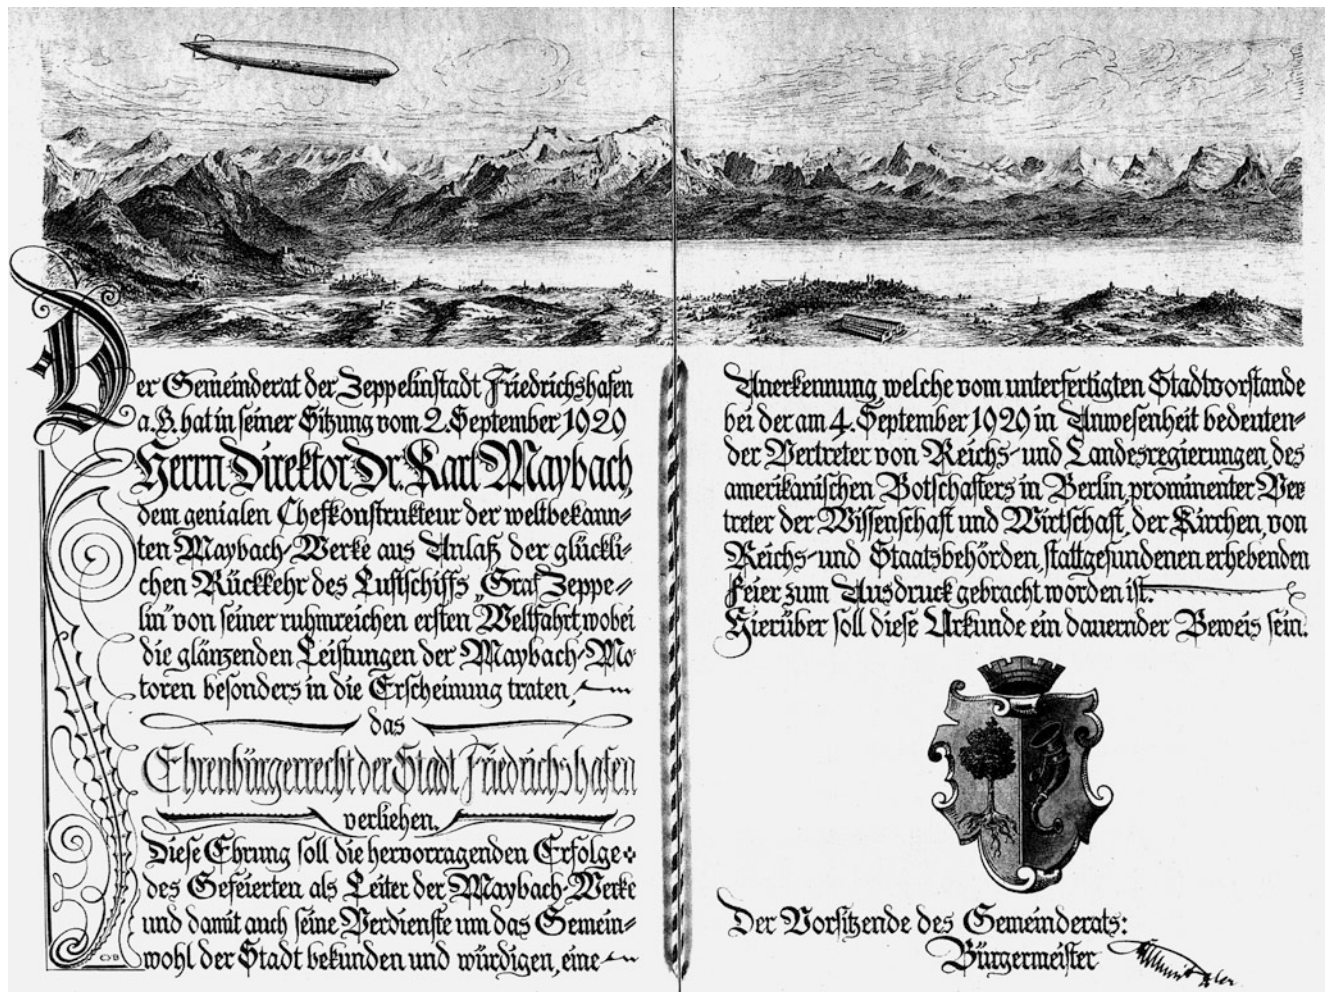 Der Gemeinderat der Zeppelinstadt Friedrichshafen
a. B. hat in seiner Sitzung vom 2. September 1929
Herrn Direktor Dr. Karl Maybach,
dem genialen Chefkonstrukteur der weltbekann-
ten Maybach-Werke aus Anlaß der glückli-
chen Rückkehr des Luftschiffs „Graf Zeppe-
lin" von seiner ruhmreichen ersten Weltfahrt, wobei
die glänzenden Leistungen der Maybach-Mo-
toren besonders in die Erscheinung traten,
das
Ehrenbürgerrecht der Stadt Friedrichshafen
verliehen.
Diese Ehrung soll die hervorragenden Erfolge
des Gefeierten als Leiter der Maybach-Werke
und damit auch seine Verdienste um das Gemein-
wohl der Stadt bekunden und würdigen, eine
Anerkennung, welche vom unterfertigten Stadtvorstande
bei der am 4. September 1929 in Anwesenheit bedeuten-
der Vertreter von Reichs- und Landesregierungen, des
amerikanischen Botschafters in Berlin, prominenter Ver-
treter der Wissenschaft und Wirtschaft, der Kirchen, von
Reichs- und Staatsbehörden, stattgefundenen erhebenden
Feier zum Ausdruck gebracht worden ist.
Hierüber soll diese Urkunde ein dauernder Beweis sein.
Der Vorsitzende des Gemeinderats:
Bürgermeister